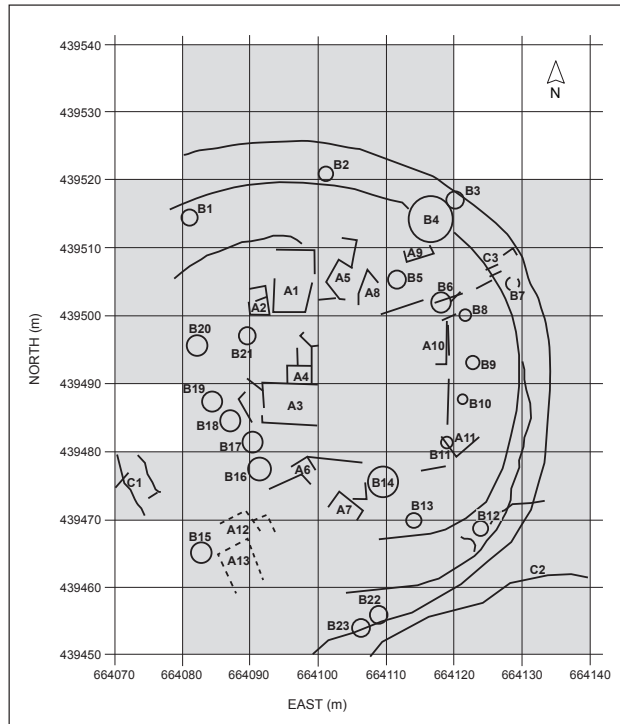 439540
N
439530
B2
439520
B3
B1
B4
439510
A9
C3
A5
B5
A1
A8
B6
B7
A2
439500
B8
B20
B21
A10
NORTH (m)
B9
439490
A4
B19
A3
B10
B18
B17
A11
439480
B11
B16
A6
C1
B14
A7
B13
B12
439470
A12
B15
A13
C2
439460
B22
B23
439450
664070 664080 664090 664100 664110 664120 664130 664140
EAST (m)